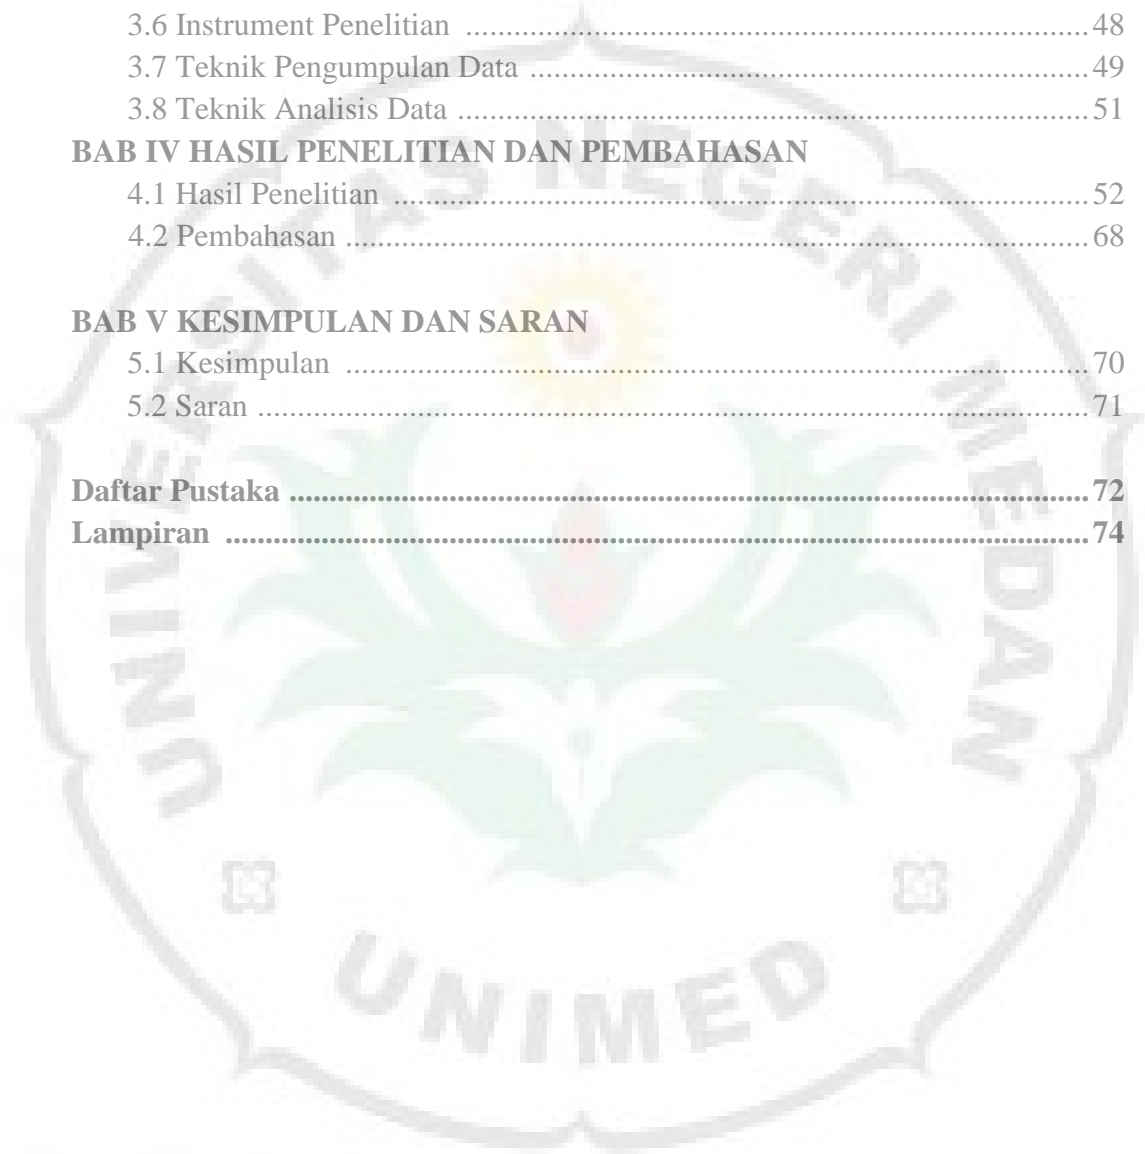 3.6 Instrument Penelitian ........................................................................... 48
3.7 Teknik Pengumpulan Data ................................................................... 49
3.8 Teknik Analisis Data ............................................................................ 51
BAB IV HASIL PENELITIAN DAN PEMBAHASAN
4.1 Hasil Penelitian .................................................................................... 52
4.2 Pembahasan .......................................................................................... 68
BAB V KESIMPULAN DAN SARAN
5.1 Kesimpulan .......................................................................................... 70
5.2 Saran ..................................................................................................... 71
Daftar Pustaka ................................................................................................. 72
Lampiran ......................................................................................................... 74
UNIVERSITAS NEGERI MEDAN
UNIMED